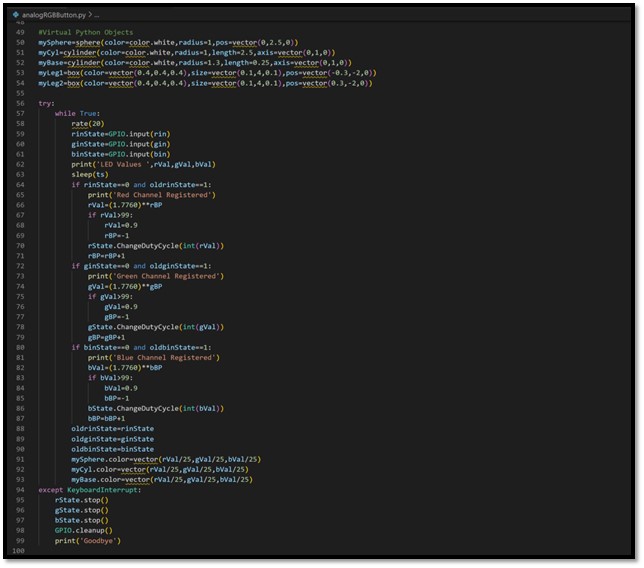 analogRGBButton.py > ...
48
49 #Virtual Python Objects
50 mySphere=sphere(color=color.white,radius=1,pos=vector(0,2.5,0))
51 myCyl=cylinder(color=color.white,radius=1,length=2.5,axis=vector(0,1,0))
52 myBase=cylinder(color=color.white,radius=1.3,length=0.25,axis=vector(0,1,0))
53 myLeg1=box(color=vector(0.4,0.4,0.4),size=vector(0.1,4,0.1),pos=vector(-0.3,-2,0))
54 myLeg2=box(color=vector(0.4,0.4,0.4),size=vector(0.1,4,0.1),pos=vector(0.3,-2,0))
55
56 try:
57     while True:
58         rate(20)
59         rinState=GPIO.input(rin)
60         ginState=GPIO.input(gin)
61         binState=GPIO.input(bin)
62         print('LED Values ',rVal,gVal,bVal)
63         sleep(ts)
64         if rinState==0 and oldrinState==1:
65             print('Red Channel Registered')
66             rVal=(1.7760)**rBP
67             if rVal>99:
68                 rVal=0.9
69                 rBP=-1
70             rState.ChangeDutyCycle(int(rVal))
71             rBP=rBP+1
72         if ginState==0 and oldginState==1:
73             print('Green Channel Registered')
74             gVal=(1.7760)**gBP
75             if gVal>99:
76                 gVal=0.9
77                 gBP=-1
78             gState.ChangeDutyCycle(int(gVal))
79             gBP=gBP+1
80         if binState==0 and oldbinState==1:
81             print('Blue Channel Registered')
82             bVal=(1.7760)**bBP
83             if bVal>99:
84                 bVal=0.9
85                 bBP=-1
86             bState.ChangeDutyCycle(int(bVal))
87             bBP=bBP+1
88         oldrinState=rinState
89         oldginState=ginState
90         oldbinState=binState
91         mySphere.color=vector(rVal/25,gVal/25,bVal/25)
92         myCyl.color=vector(rVal/25,gVal/25,bVal/25)
93         myBase.color=vector(rVal/25,gVal/25,bVal/25)
94 except KeyboardInterrupt:
95     rState.stop()
96     gState.stop()
97     bState.stop()
98     GPIO.cleanup()
99     print('Goodbye')
100